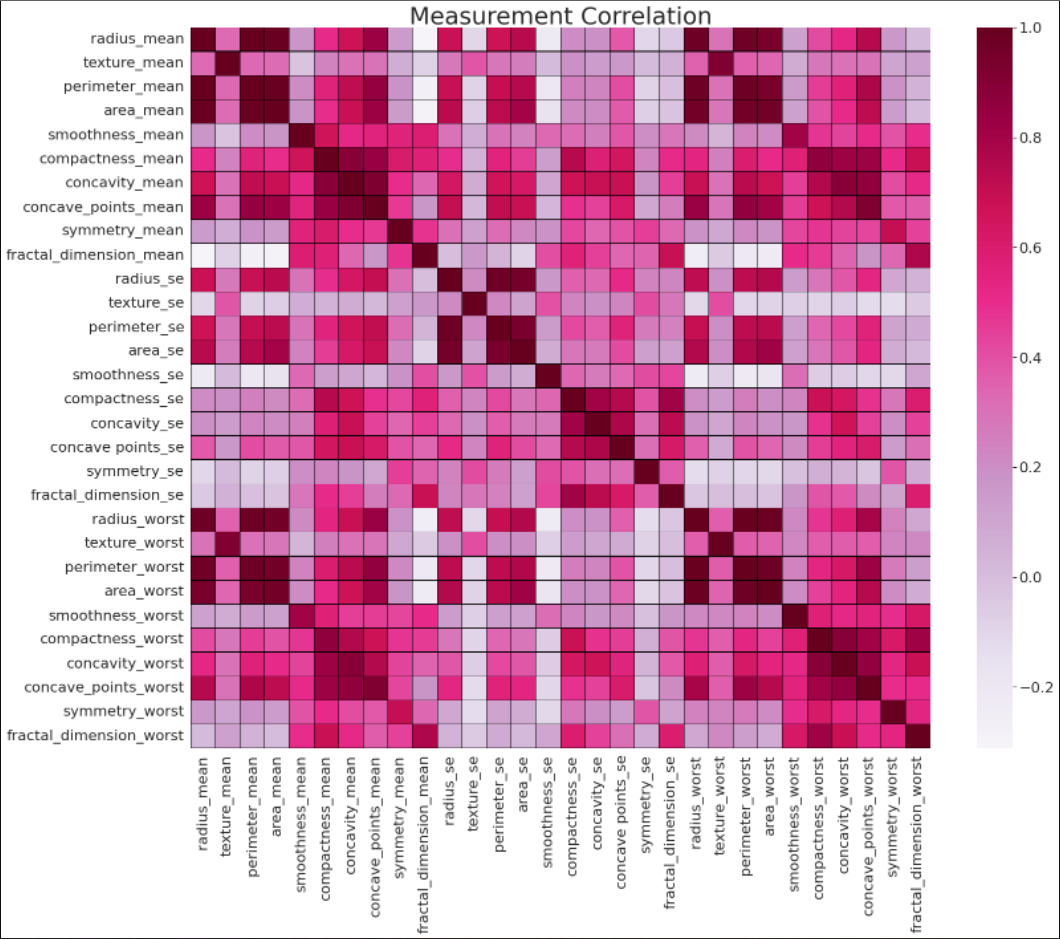 Measurement Correlation
radius_mean
texture_mean
perimeter_mean
area_mean
smoothness_mean
compactness_mean
concavity_mean
concave_points_mean
symmetry_mean
fractal_dimension_mean
radius_se
texture_se
perimeter_se
area_se
smoothness_se
compactness_se
concavity_se
concave points_se
symmetry_se
fractal_dimension_se
radius_worst
texture_worst
perimeter_worst
area_worst
smoothness_worst
compactness_worst
concavity_worst
concave_points_worst
symmetry_worst
fractal_dimension_worst
radius_mean
texture_mean
perimeter_mean
area_mean
smoothness_mean
compactness_mean
concavity_mean
concave_points_mean
symmetry_mean
fractal_dimension_mean
radius_se
texture_se
perimeter_se
area_se
smoothness_se
compactness_se
concavity_se
concave points_se
symmetry_se
fractal_dimension_se
radius_worst
texture_worst
perimeter_worst
area_worst
smoothness_worst
compactness_worst
concavity_worst
concave_points_worst
symmetry_worst
fractal_dimension_worst
1.0
0.8
0.6
0.4
0.2
0.0
−0.2